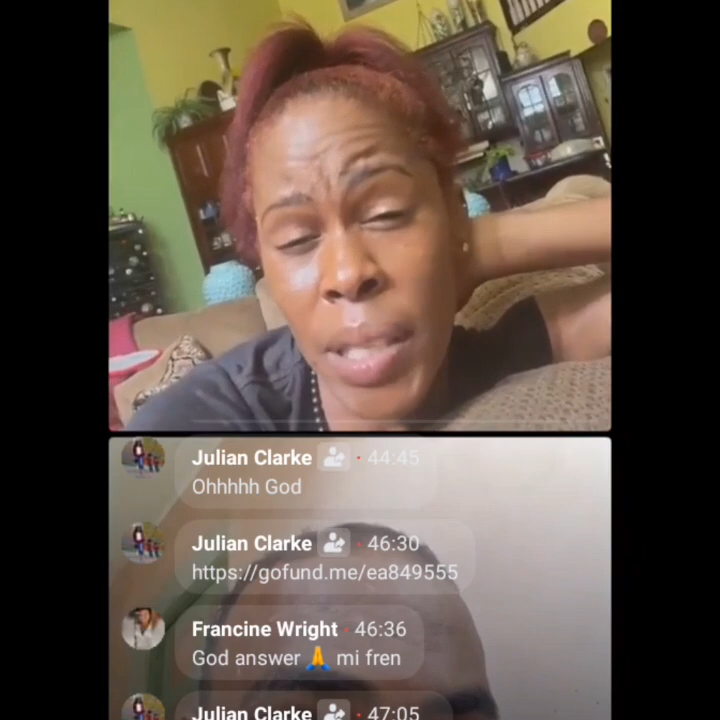 Julian Clarke · 44:45
Ohhhhh God
Julian Clarke · 46:30
https://gofund.me/ea849555
Francine Wright · 46:36
God answer 🙏 mi fren
Julian Clarke · 47:05